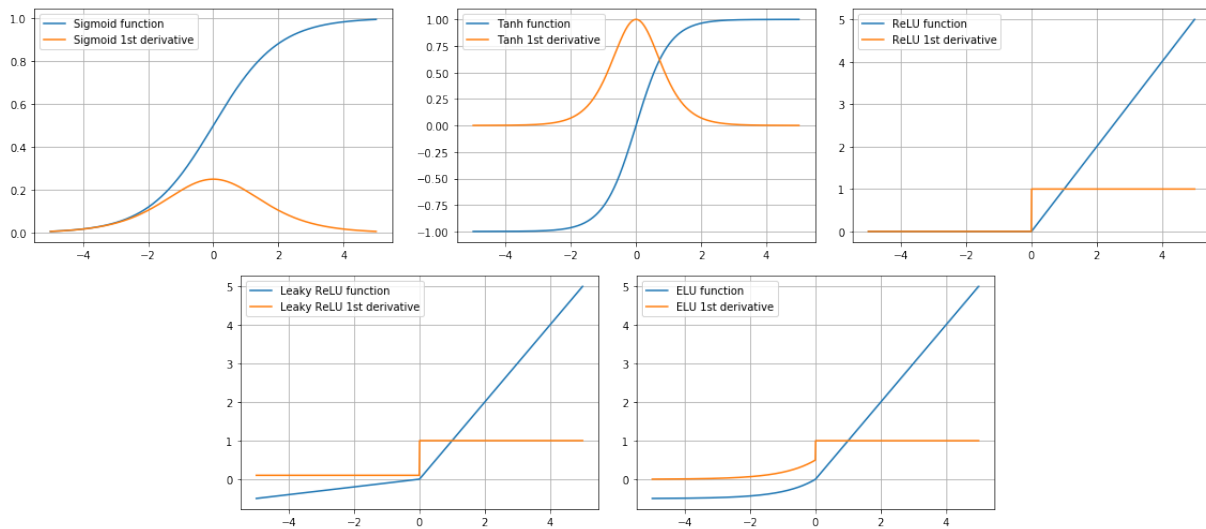 Sigmoid function
Sigmoid 1st derivative
1.0
0.8
0.6
0.4
0.2
0.0
−4 −2 0 2 4
Tanh function
Tanh 1st derivative
1.00
0.75
0.50
0.25
0.00
−0.25
−0.50
−0.75
−1.00
−4 −2 0 2 4
ReLU function
ReLU 1st derivative
5
4
3
2
1
0
−4 −2 0 2 4
Leaky ReLU function
Leaky ReLU 1st derivative
5
4
3
2
1
0
−4 −2 0 2 4
ELU function
ELU 1st derivative
5
4
3
2
1
0
−4 −2 0 2 4